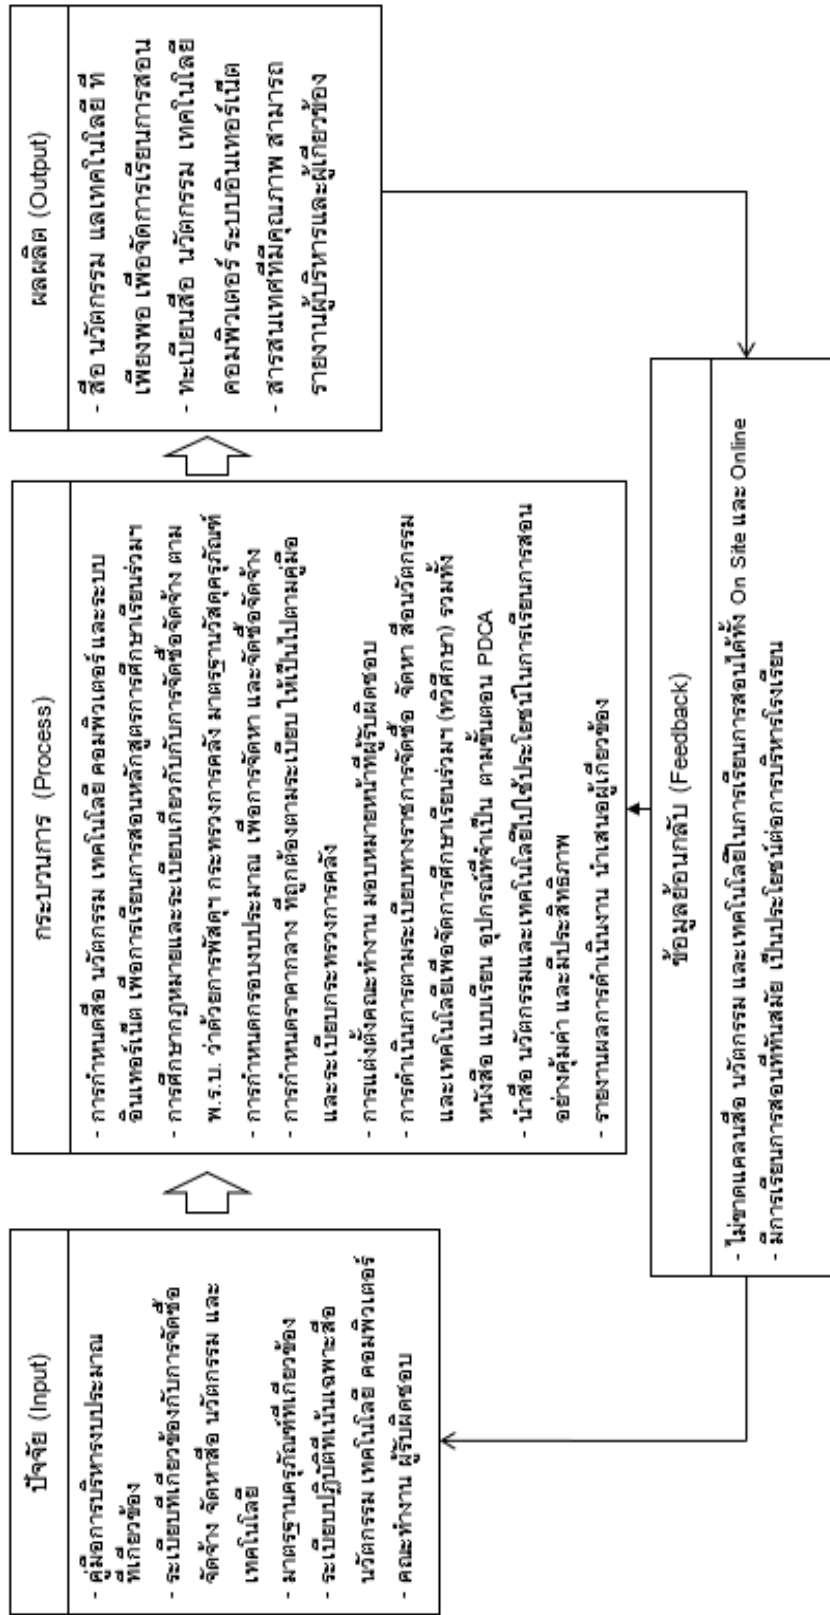 ปัจจัย (Input)
- คู่มือการบริหารงบประมาณ
ที่เกี่ยวข้อง
- ระเบียบที่เกี่ยวข้องกับการจัดซื้อ
จัดจ้าง จัดหาสื่อ นวัตกรรม และ
เทคโนโลยี
- มาตรฐานครุภัณฑ์ที่เกี่ยวข้อง
- ระเบียบปฏิบัติที่เน้นเฉพาะสื่อ
นวัตกรรม เทคโนโลยี คอมพิวเตอร์
- คณะทำงาน ผู้รับผิดชอบ
กระบวนการ (Process)
- การกำหนดสื่อ นวัตกรรม เทคโนโลยี คอมพิวเตอร์ และระบบ
อินเทอร์เน็ต เพื่อการเรียนการสอนหลักสูตรการศึกษาเรียนร่วมฯ
- การศึกษากฎหมายและระเบียบเกี่ยวกับกับการจัดซื้อจัดจ้าง ตาม
พ.ร.บ. ว่าด้วยการพัสดุฯ กระทรวงการคลัง มาตรฐานวัสดุครุภัณฑ์
- การกำหนดกรอบงบประมาณ เพื่อการจัดหา และจัดซื้อจัดจ้าง
- การกำหนดราคากลาง ที่ถูกต้องตามระเบียบ ให้เป็นไปตามคู่มือ
และระเบียบกระทรวงการคลัง
- การแต่งตั้งคณะทำงาน มอบหมายหน้าที่ผู้รับผิดชอบ
- การดำเนินการตามระเบียบทางราชการจัดซื้อ จัดหา สื่อนวัตกรรม
และเทคโนโลยีเพื่อจัดการศึกษาเรียนร่วมฯ (ทวิศึกษา) รวมทั้ง
หนังสือ แบบเรียน อุปกรณ์ที่จำเป็น ตามขั้นตอน PDCA
- นำสื่อ นวัตกรรมและเทคโนโลยีไปใช้ประโยชน์ในการเรียนการสอน
อย่างคุ้มค่า และมีประสิทธิภาพ
- รายงานผลการดำเนินงาน นำเสนอผู้เกี่ยวข้อง
ผลผลิต (Output)
- สื่อ นวัตกรรม แลเทคโนโลยี ที่
เพียงพอ เพื่อจัดการเรียนการสอน
- ทะเบียนสื่อ นวัตกรรม เทคโนโลยี
คอมพิวเตอร์ ระบบอินเทอร์เน็ต
- สารสนเทศที่มีคุณภาพ สามารถ
รายงานผู้บริหารและผู้เกี่ยวข้อง
ข้อมูลย้อนกลับ (Feedback)
- ไม่ขาดแคลนสื่อ นวัตกรรม และเทคโนโลยีในการเรียนการสอนได้ทั้ง On Site และ Online
- มีการเรียนการสอนที่ทันสมัย เป็นประโยชน์ต่อการบริหารโรงเรียน